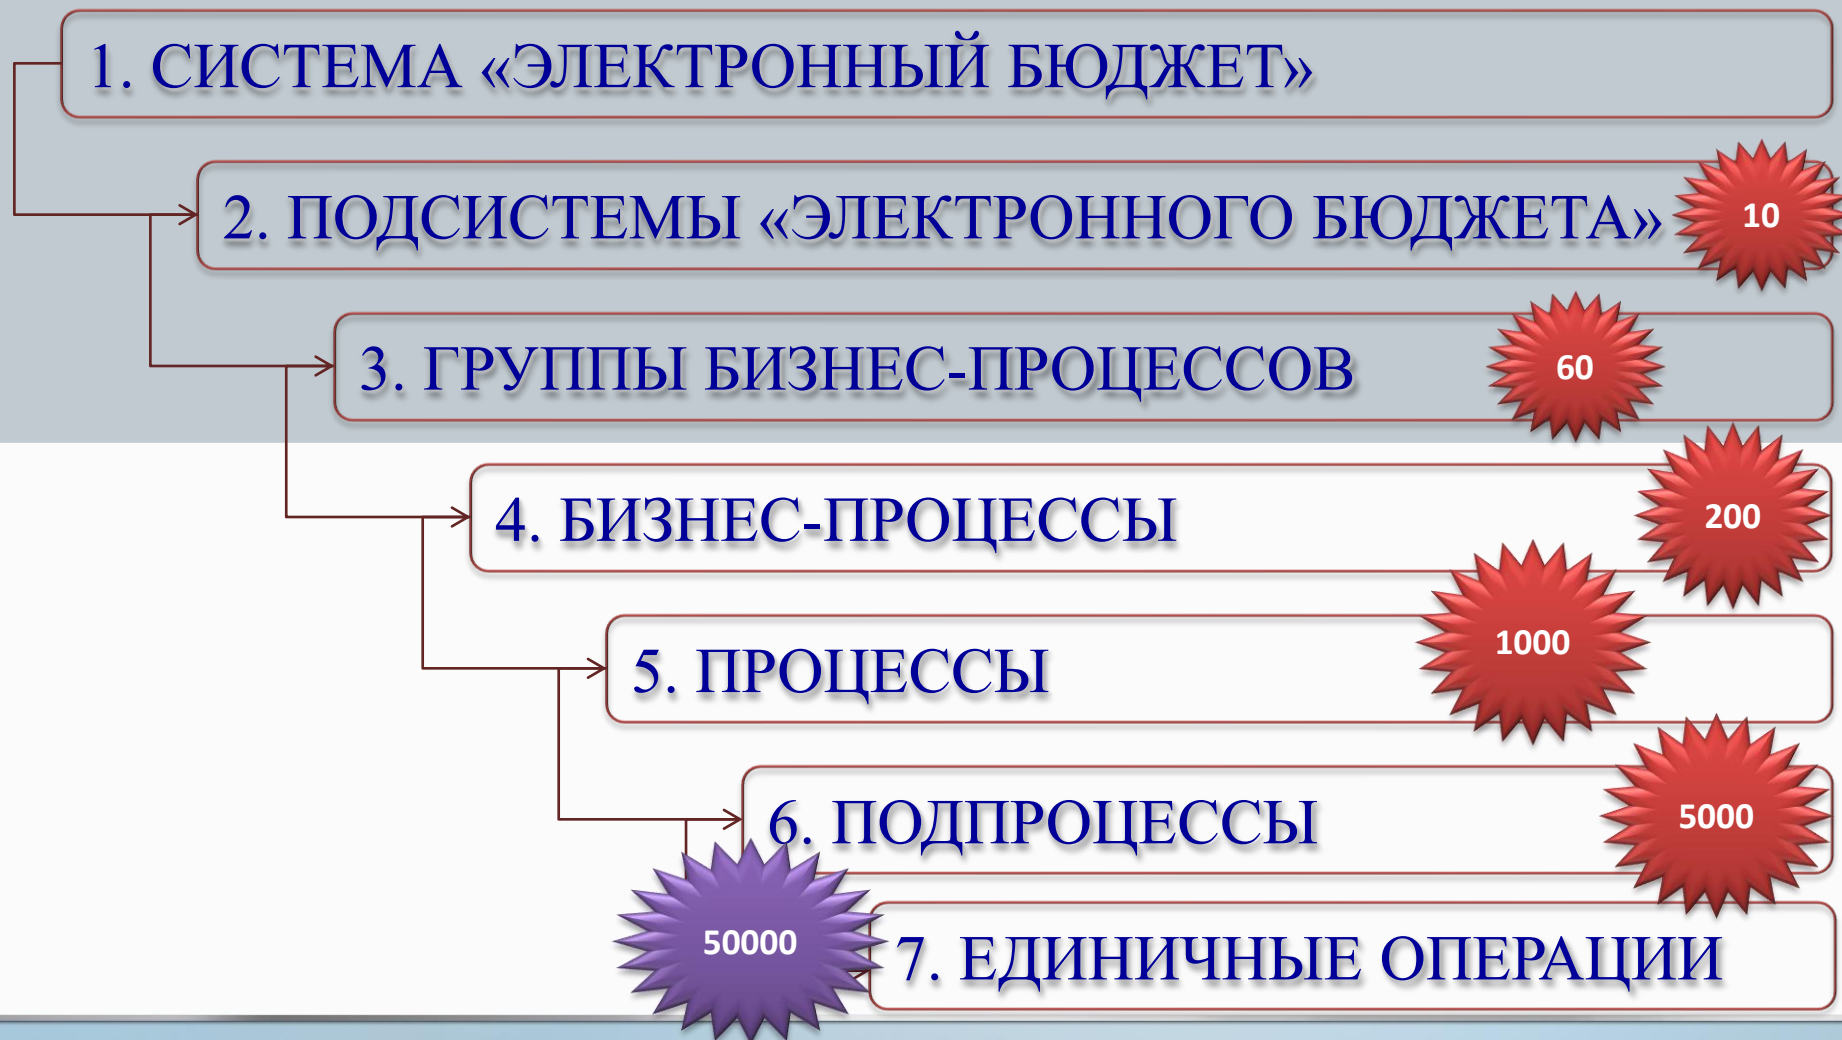 1. СИСТЕМА «ЭЛЕКТРОННЫЙ БЮДЖЕТ»
2. ПОДСИСТЕМЫ «ЭЛЕКТРОННОГО БЮДЖЕТА»
10
3. ГРУППЫ БИЗНЕС-ПРОЦЕССОВ
60
4. БИЗНЕС-ПРОЦЕССЫ
200
5. ПРОЦЕССЫ
1000
6. ПОДПРОЦЕССЫ
5000
50000
7. ЕДИНИЧНЫЕ ОПЕРАЦИИ